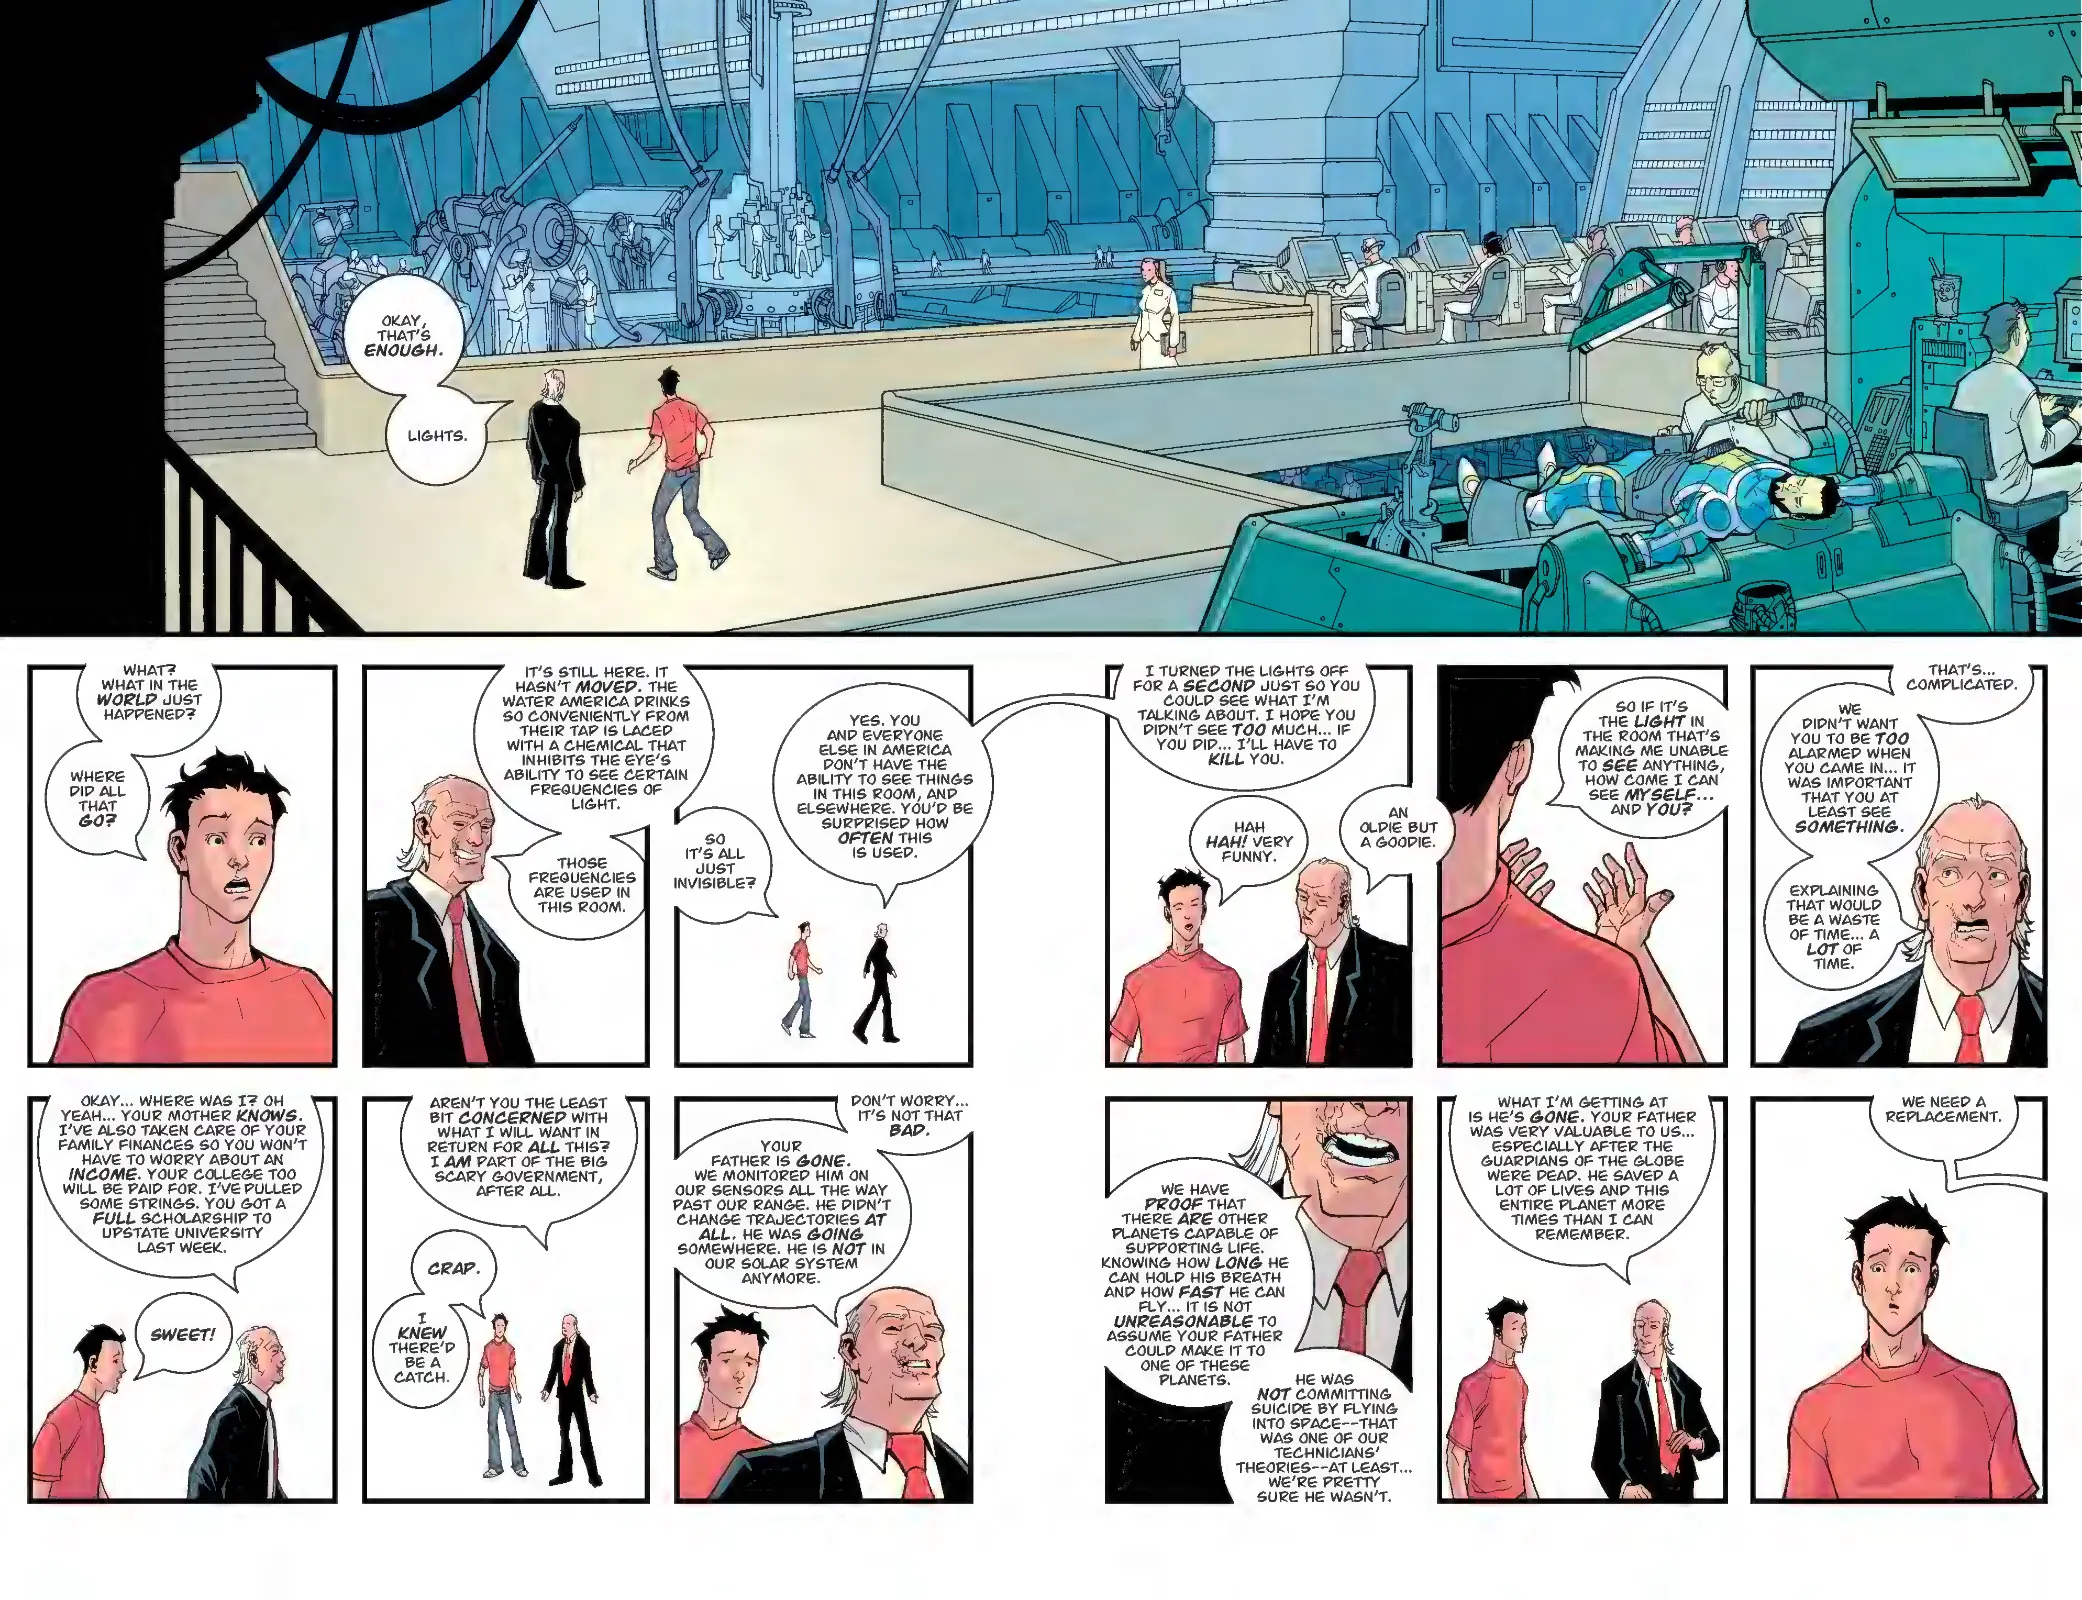 OKAY,
THAT'S
ENOUGH.
LIGHTS.
WHAT?
WHAT IN THE
WORLD JUST
HAPPENED?
WHERE
DID ALL
THAT
GO?
IT'S STILL HERE. IT
HASN'T MOVED. THE
WATER AMERICA DRINKS
SO CONVENIENTLY FROM
THEIR TAP IS LACED
WITH A CHEMICAL THAT
INHIBITS THE EYE'S
ABILITY TO SEE CERTAIN
FREQUENCIES OF
LIGHT.
THOSE
FREQUENCIES
ARE USED IN
THIS ROOM.
SO
IT'S ALL
JUST
INVISIBLE?
YES. YOU
AND EVERYONE
ELSE IN AMERICA
DON'T HAVE THE
ABILITY TO SEE THINGS
IN THIS ROOM, AND
ELSEWHERE. YOU'D BE
SURPRISED HOW
OFTEN THIS
IS USED.
I TURNED THE LIGHTS OFF
FOR A SECOND JUST SO YOU
COULD SEE WHAT I'M
TALKING ABOUT. I HOPE YOU
DIDN'T SEE TOO MUCH... IF
YOU DID... I'LL HAVE TO
KILL YOU.
HAH
HAH! VERY
FUNNY.
AN
OLDIE BUT
A GOODIE.
SO IF IT'S
THE LIGHT IN
THE ROOM THAT'S
MAKING ME UNABLE
TO SEE ANYTHING,
HOW COME I CAN
SEE MYSELF...
AND YOU?
THAT'S...
COMPLICATED.
WE
DIDN'T WANT
YOU TO BE TOO
ALARMED WHEN
YOU CAME IN... IT
WAS IMPORTANT
THAT YOU AT
LEAST SEE
SOMETHING.
EXPLAINING
THAT WOULD
BE A WASTE
OF TIME... A
LOT OF
TIME.
OKAY... WHERE WAS I? OH
YEAH... YOUR MOTHER KNOWS.
I'VE ALSO TAKEN CARE OF YOUR
FAMILY FINANCES SO YOU WON'T
HAVE TO WORRY ABOUT AN
INCOME. YOUR COLLEGE TOO
WILL BE PAID FOR. I'VE PULLED
SOME STRINGS. YOU GOT A
FULL SCHOLARSHIP TO
UPSTATE UNIVERSITY
LAST WEEK.
SWEET!
AREN'T YOU THE LEAST
BIT CONCERNED WITH
WHAT I WILL WANT IN
RETURN FOR ALL THIS?
I AM PART OF THE BIG
SCARY GOVERNMENT,
AFTER ALL.
CRAP.
I
KNEW
THERE'D
BE A
CATCH.
DON'T WORRY...
IT'S NOT THAT
BAD.
YOUR
FATHER IS GONE.
WE MONITORED HIM ON
OUR SENSORS ALL THE WAY
PAST OUR RANGE. HE DIDN'T
CHANGE TRAJECTORIES AT
ALL. HE WAS GOING
SOMEWHERE. HE IS NOT IN
OUR SOLAR SYSTEM
ANYMORE.
WE HAVE
PROOF THAT
THERE ARE OTHER
PLANETS CAPABLE OF
SUPPORTING LIFE.
KNOWING HOW LONG HE
CAN HOLD HIS BREATH
AND HOW FAST HE CAN
FLY... IT IS NOT
UNREASONABLE TO
ASSUME YOUR FATHER
COULD MAKE IT TO
ONE OF THESE
PLANETS.
HE WAS
NOT COMMITTING
SUICIDE BY FLYING
INTO SPACE--THAT
WAS ONE OF OUR
TECHNICIANS'
THEORIES--AT LEAST...
WE'RE PRETTY
SURE HE WASN'T.
WHAT I'M GETTING AT
IS HE'S GONE. YOUR FATHER
WAS VERY VALUABLE TO US...
ESPECIALLY AFTER THE
GUARDIANS OF THE GLOBE
WERE DEAD. HE SAVED A
LOT OF LIVES AND THIS
ENTIRE PLANET MORE
TIMES THAN I CAN
REMEMBER.
WE NEED A
REPLACEMENT.